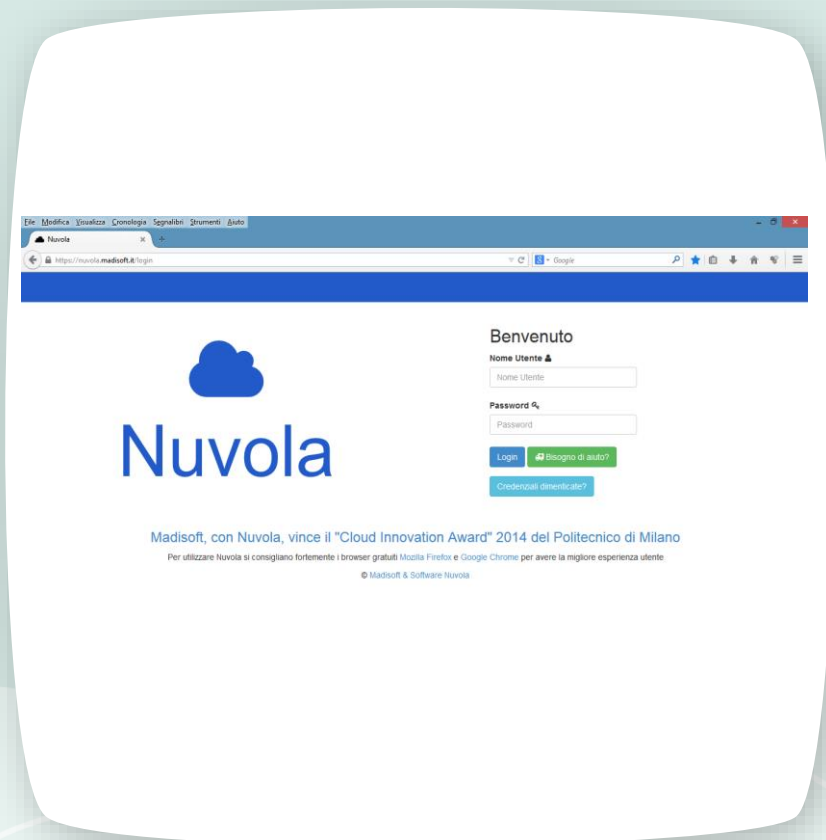 File Modifica Visualizza Cronologia Segnalibri Strumenti Aiuto
Nuvola
https://nuvola.madisoft.it/login
Google
Benvenuto
Nome Utente
Nome Utente
Password
Password
Nuvola
Login Bisogno di aiuto?
Credenziali dimenticate?
Madisoft, con Nuvola, vince il "Cloud Innovation Award" 2014 del Politecnico di Milano
Per utilizzare Nuvola si consigliano fortemente i browser gratuiti Mozilla Firefox e Google Chrome per avere la migliore esperienza utente
© Madisoft & Software Nuvola